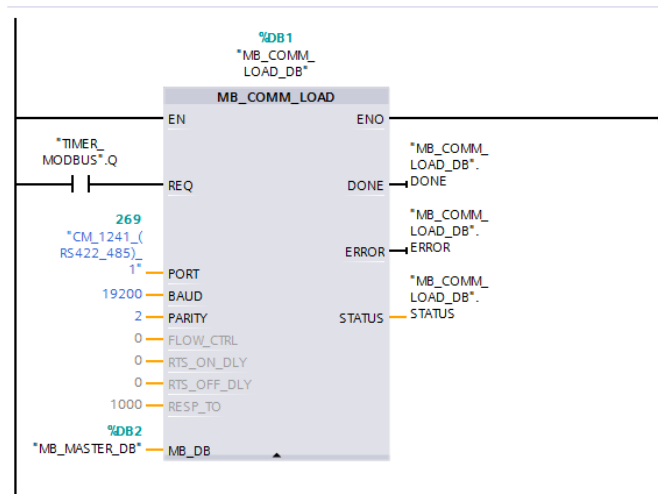 %DB1
"MB_COMM_
LOAD_DB"
MB_COMM_LOAD
EN
ENO
"TIMER_
MODBUS".Q
REQ
"MB_COMM_
LOAD_DB".
DONE
DONE
269
"CM_1241_(
RS422_485)_
1"
PORT
"MB_COMM_
LOAD_DB".
ERROR
ERROR
19200
BAUD
2
PARITY
"MB_COMM_
LOAD_DB".
STATUS
STATUS
0
FLOW_CTRL
0
RTS_ON_DLY
0
RTS_OFF_DLY
1000
RESP_TO
%DB2
"MB_MASTER_DB"
MB_DB